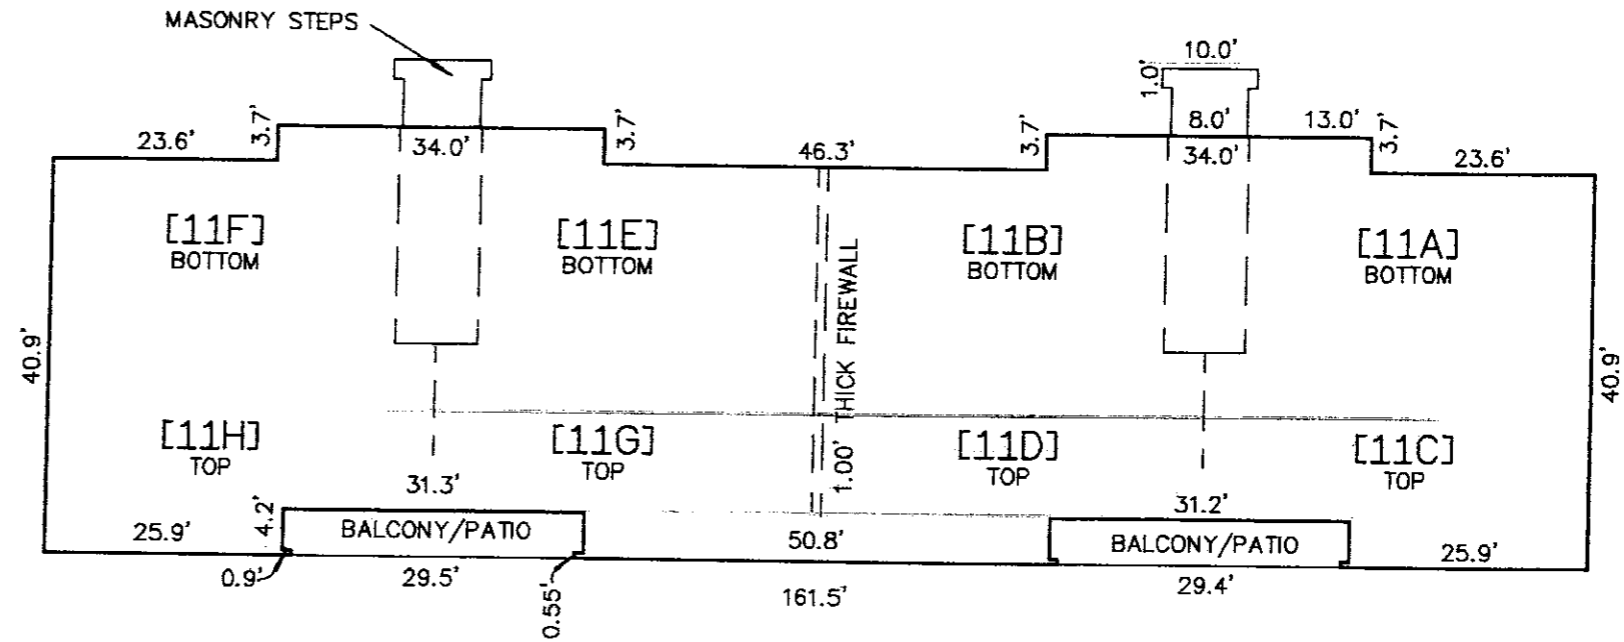 MASONRY STEPS
10.0'
1.0'
3.7'
3.7'
3.7'
8.0'
13.0'
3.7'
23.6'
34.0'
46.3'
34.0'
23.6'
[11F]
BOTTOM
[11E]
BOTTOM
[11B]
BOTTOM
[11A]
BOTTOM
40.9'
1.00' THICK FIREWALL
40.9'
[11H]
TOP
[11G]
TOP
[11D]
TOP
[11C]
TOP
31.3'
31.2'
25.9'
4.2'
BALCONY/PATIO
50.8'
BALCONY/PATIO
25.9'
0.9'
29.5'
0.55'
161.5'
29.4'